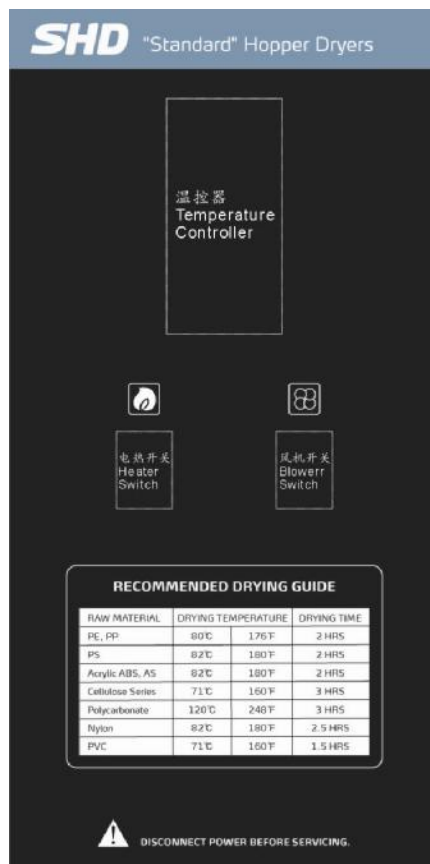 SHD "Standard" Hopper Dryers
温控器
Temperature
Controller
电热开关 风机开关
Heater Blowerr
Switch Switch
RECOMMENDED DRYING GUIDE
RAW MATERIAL DRYING TEMPERATURE DRYING TIME
PE, PP 80℃ 176℉ 2 HRS
PS 82℃ 180℉ 2 HRS
Acrylic ABS, AS 82℃ 180℉ 2 HRS
Cellulose Series 71℃ 160℉ 3 HRS
Polycarbonate 120℃ 248℉ 3 HRS
Nylon 82℃ 180℉ 2.5 HRS
PVC 71℃ 160℉ 1.5 HRS
DISCONNECT POWER BEFORE SERVICING.